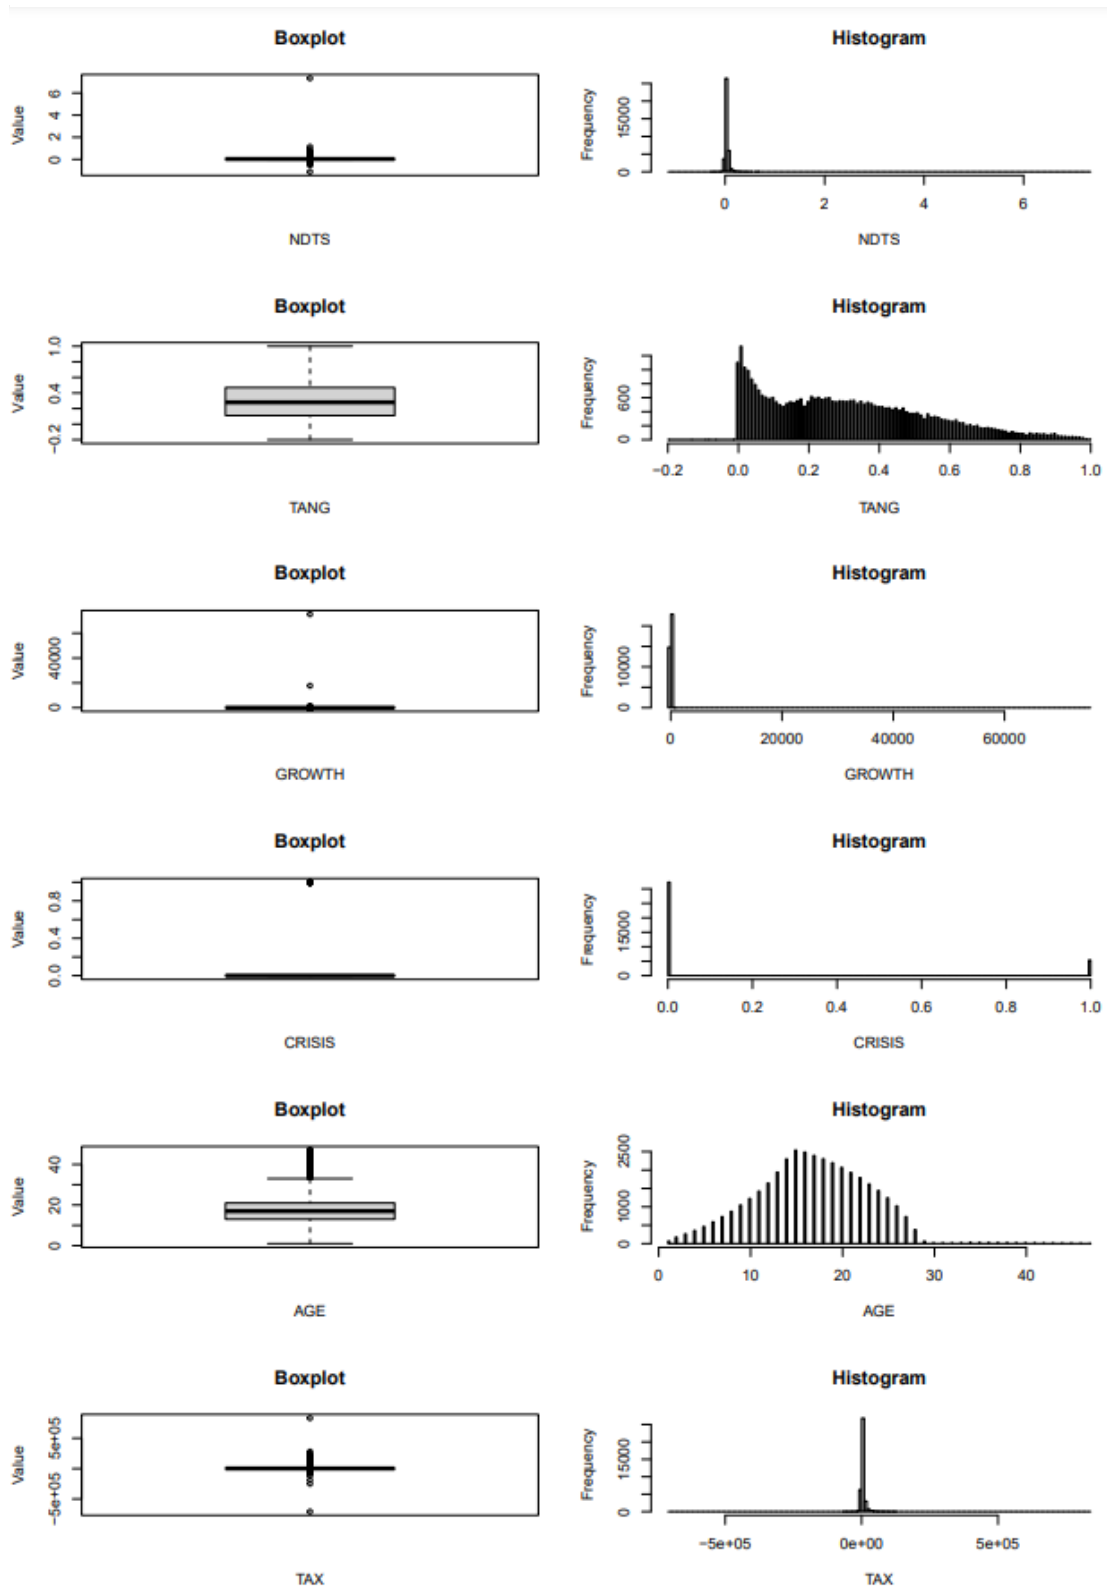 Boxplot Histogram
Value 0 2 4 6
NDTS
Frequency 0 15000
0 2 4 6
NDTS
Boxplot Histogram
Value −0.2 0.4 1.0
TANG
Frequency 0 600
−0.2 0.0 0.2 0.4 0.6 0.8 1.0
TANG
Boxplot Histogram
Value 0 40000
GROWTH
Frequency 0 10000
0 20000 40000 60000
GROWTH
Boxplot Histogram
Value 0.0 0.4 0.8
CRISIS
Frequency 0 15000
0.0 0.2 0.4 0.6 0.8 1.0
CRISIS
Boxplot Histogram
Value 0 20 40
AGE
Frequency 0 1000 2500
0 10 20 30 40
AGE
Boxplot Histogram
Value −5e+05 5e+05
TAX
Frequency 0 15000
−5e+05 0e+00 5e+05
TAX